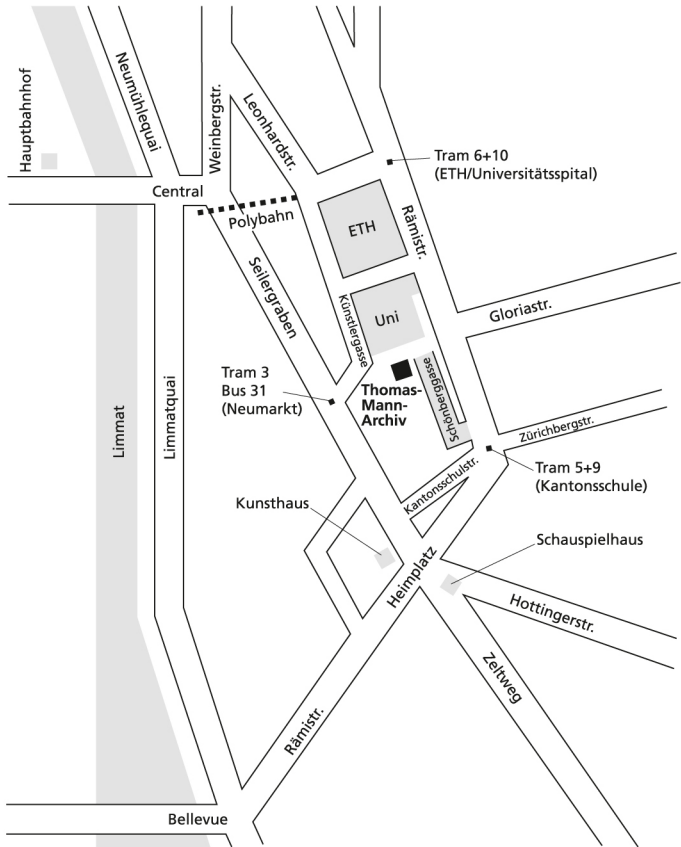 Hauptbahnhof
Neumühlequai
Weinbergstr.
Leonhardstr.
Tram 6+10
(ETH/Universitätsspital)
Central
Polybahn
ETH
Rämistr.
Seilergraben
Künstlergasse
Uni
Gloriastr.
Tram 3
Bus 31
(Neumarkt)
Thomas-
Mann-
Archiv
Schönberggasse
Limmat
Limmatquai
Zürichbergstr.
Kantonsschulstr.
Tram 5+9
(Kantonsschule)
Kunsthaus
Schauspielhaus
Heimplatz
Hottingerstr.
Zeltweg
Rämistr.
Bellevue